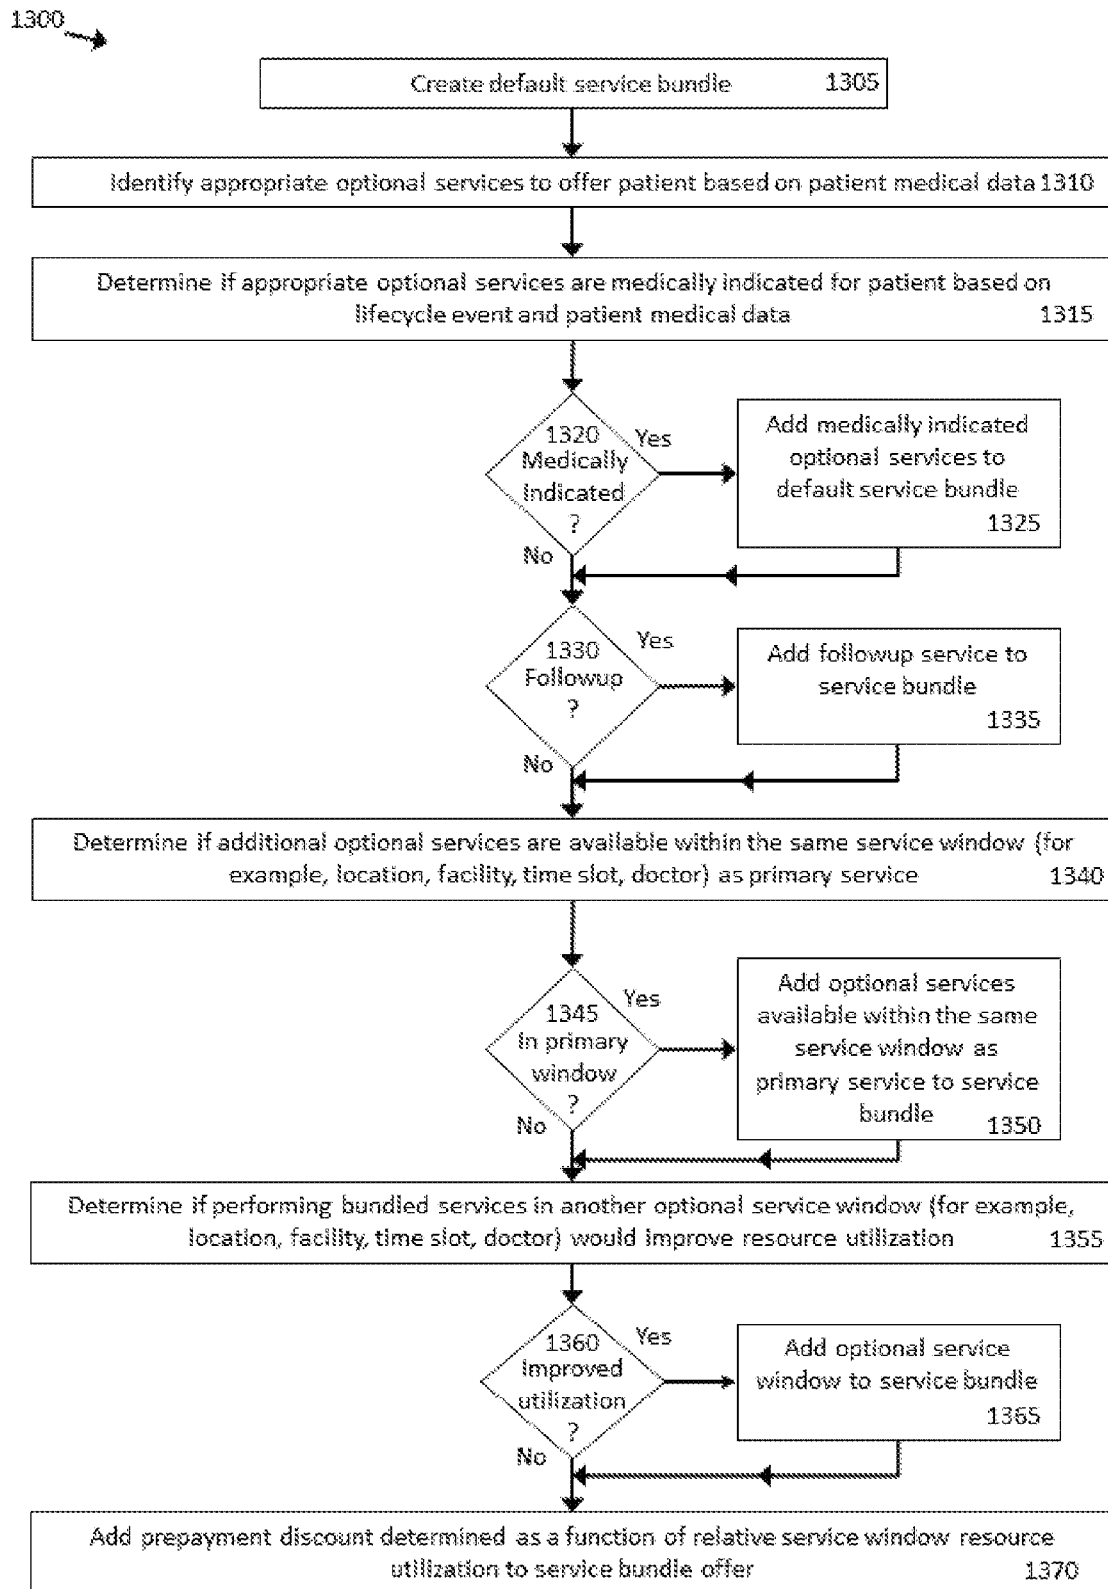 1300
Create default service bundle 1305
Identify appropriate optional services to offer patient based on patient medical data 1310
Determine if appropriate optional services are medically indicated for patient based on
lifecycle event and patient medical data 1315
1320
Medically
indicated
?
Yes
No
Add medically indicated
optional services to
default service bundle
1325
1330
Followup
?
Yes
No
Add followup service to
service bundle
1335
Determine if additional optional services are available within the same service window (for
example, location, facility, time slot, doctor) as primary service 1340
1345
In primary
window
?
Yes
No
Add optional services
available within the same
service window as
primary service to service
bundle
1350
Determine if performing bundled services in another optional service window (for example,
location, facility, time slot, doctor) would improve resource utilization 1355
1360
Improved
utilization
?
Yes
No
Add optional service
window to service bundle
1365
Add prepayment discount determined as a function of relative service window resource
utilization to service bundle offer 1370